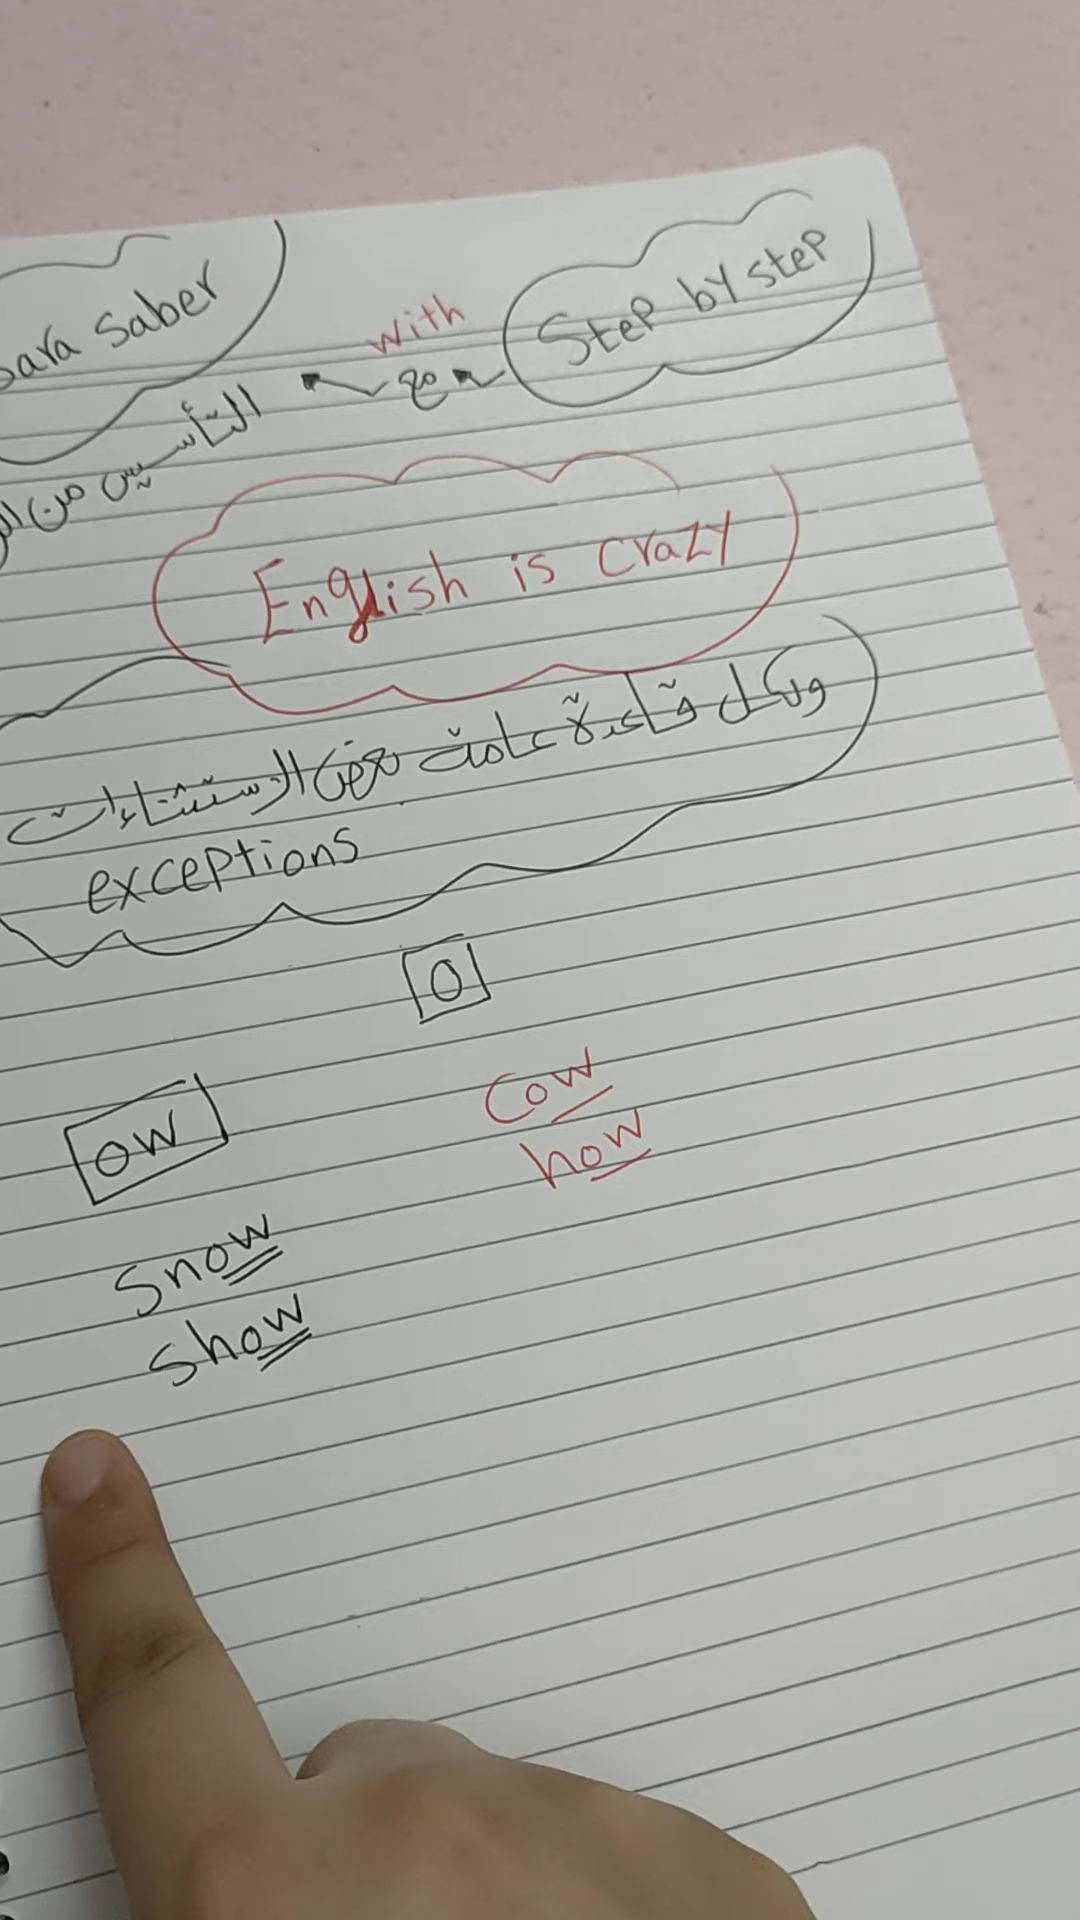 Sara Saber with Step by step
التأسيس من مع
English is crazy
ولكل قاعدة عامة بعض الاستثناءات
exceptions
O
ow
Cow
how
Snow
show